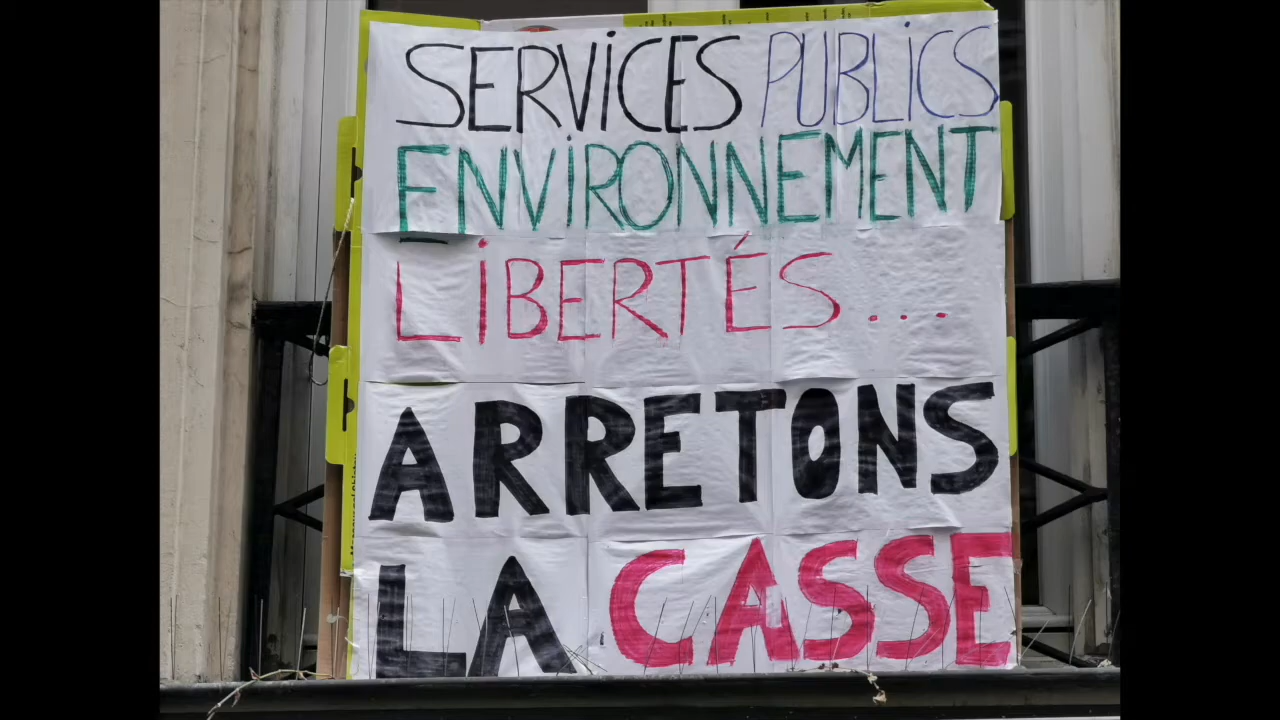 SERVICES PUBLICS
ENVIRONNEMENT
LIBERTÉS...
ARRETONS
LA CASSE